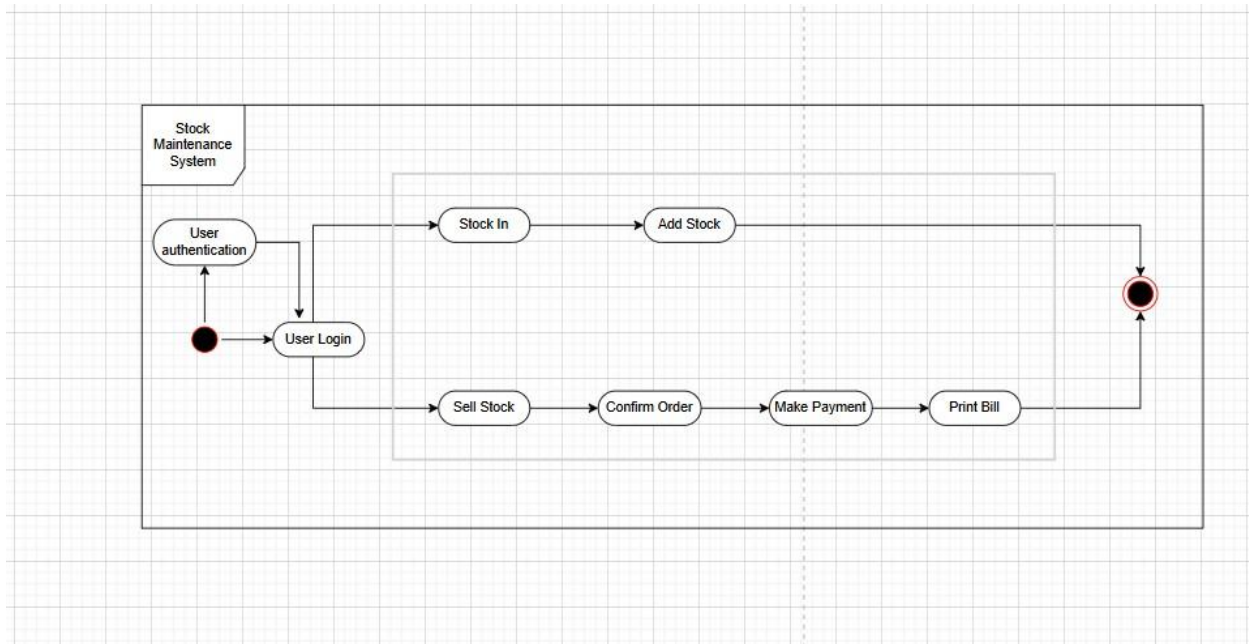 Stock
Maintenance
System
User
authentication
Stock In
Add Stock
User Login
Sell Stock
Confirm Order
Make Payment
Print Bill